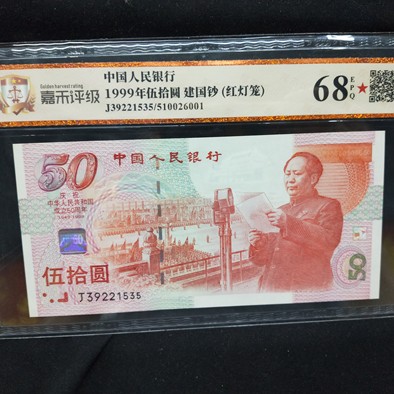 Golden harvest rating
嘉禾评级
中国人民银行
1999年伍拾圆 建国钞 (红灯笼)
J39221535/510026001
68 EPQ ★
50
中国人民银行
庆祝
中华人民共和国
成立50周年
1949-1999
伍拾圆
J39221535
50